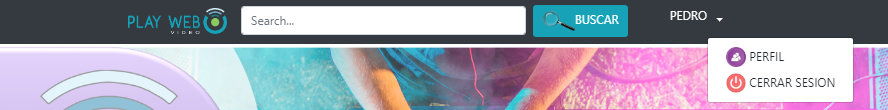 PLAY WEB
VIDEO
Search...
BUSCAR
PEDRO
PERFIL
CERRAR SESION